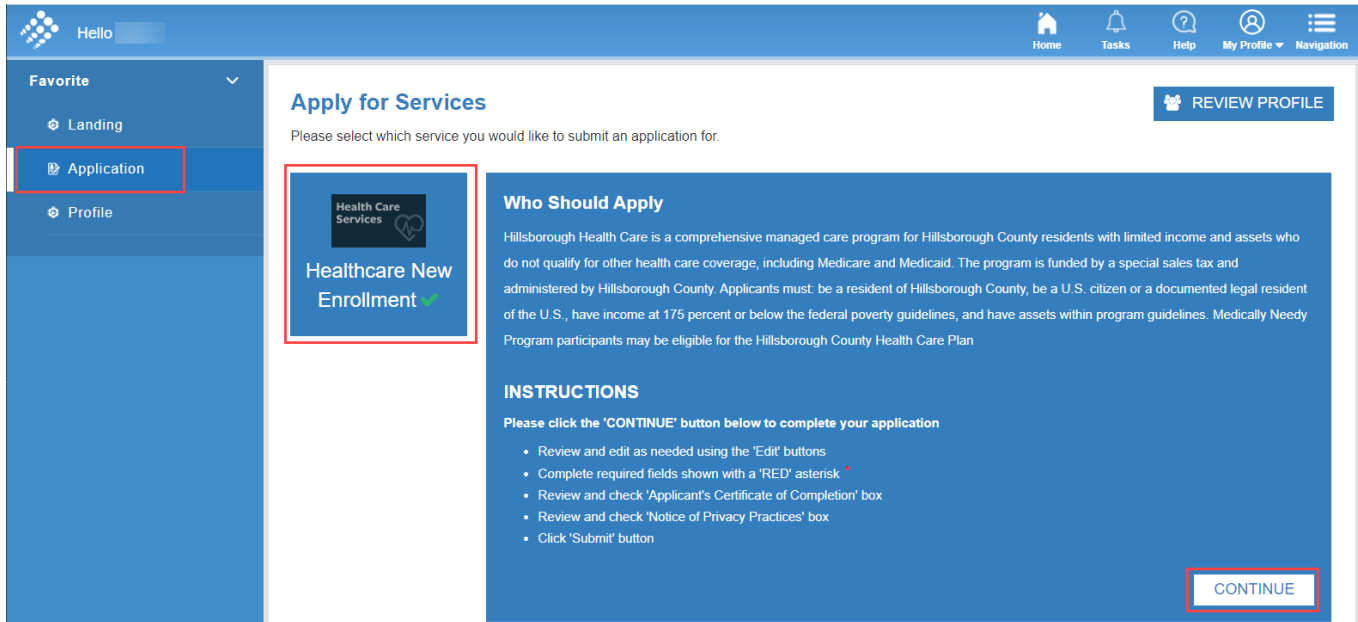 Hello
Home
Tasks
Help
My Profile
Navigation
Favorite
Landing
Application
Profile
Apply for Services
REVIEW PROFILE
Please select which service you would like to submit an application for.
Health Care
Services
Healthcare New
Enrollment
Who Should Apply
Hillsborough Health Care is a comprehensive managed care program for Hillsborough County residents with limited income and assets who
do not qualify for other health care coverage, including Medicare and Medicaid. The program is funded by a special sales tax and
administered by Hillsborough County. Applicants must: be a resident of Hillsborough County, be a U.S. citizen or a documented legal resident
of the U.S., have income at 175 percent or below the federal poverty guidelines, and have assets within program guidelines. Medically Needy
Program participants may be eligible for the Hillsborough County Health Care Plan
INSTRUCTIONS
Please click the 'CONTINUE' button below to complete your application
• Review and edit as needed using the 'Edit' buttons
• Complete required fields shown with a 'RED' asterisk *
• Review and check 'Applicant's Certificate of Completion' box
• Review and check 'Notice of Privacy Practices' box
• Click 'Submit' button
CONTINUE